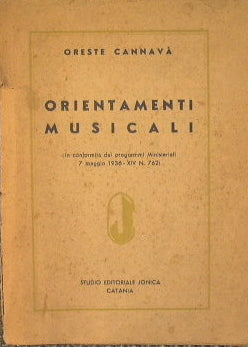 ORESTE CANNAVÀ
ORIENTAMENTI
MUSICALI
(in conformità dei programmi Ministeriali
7 maggio 1936 - XIV N. 762)
STUDIO EDITORIALE JONICA
CATANIA